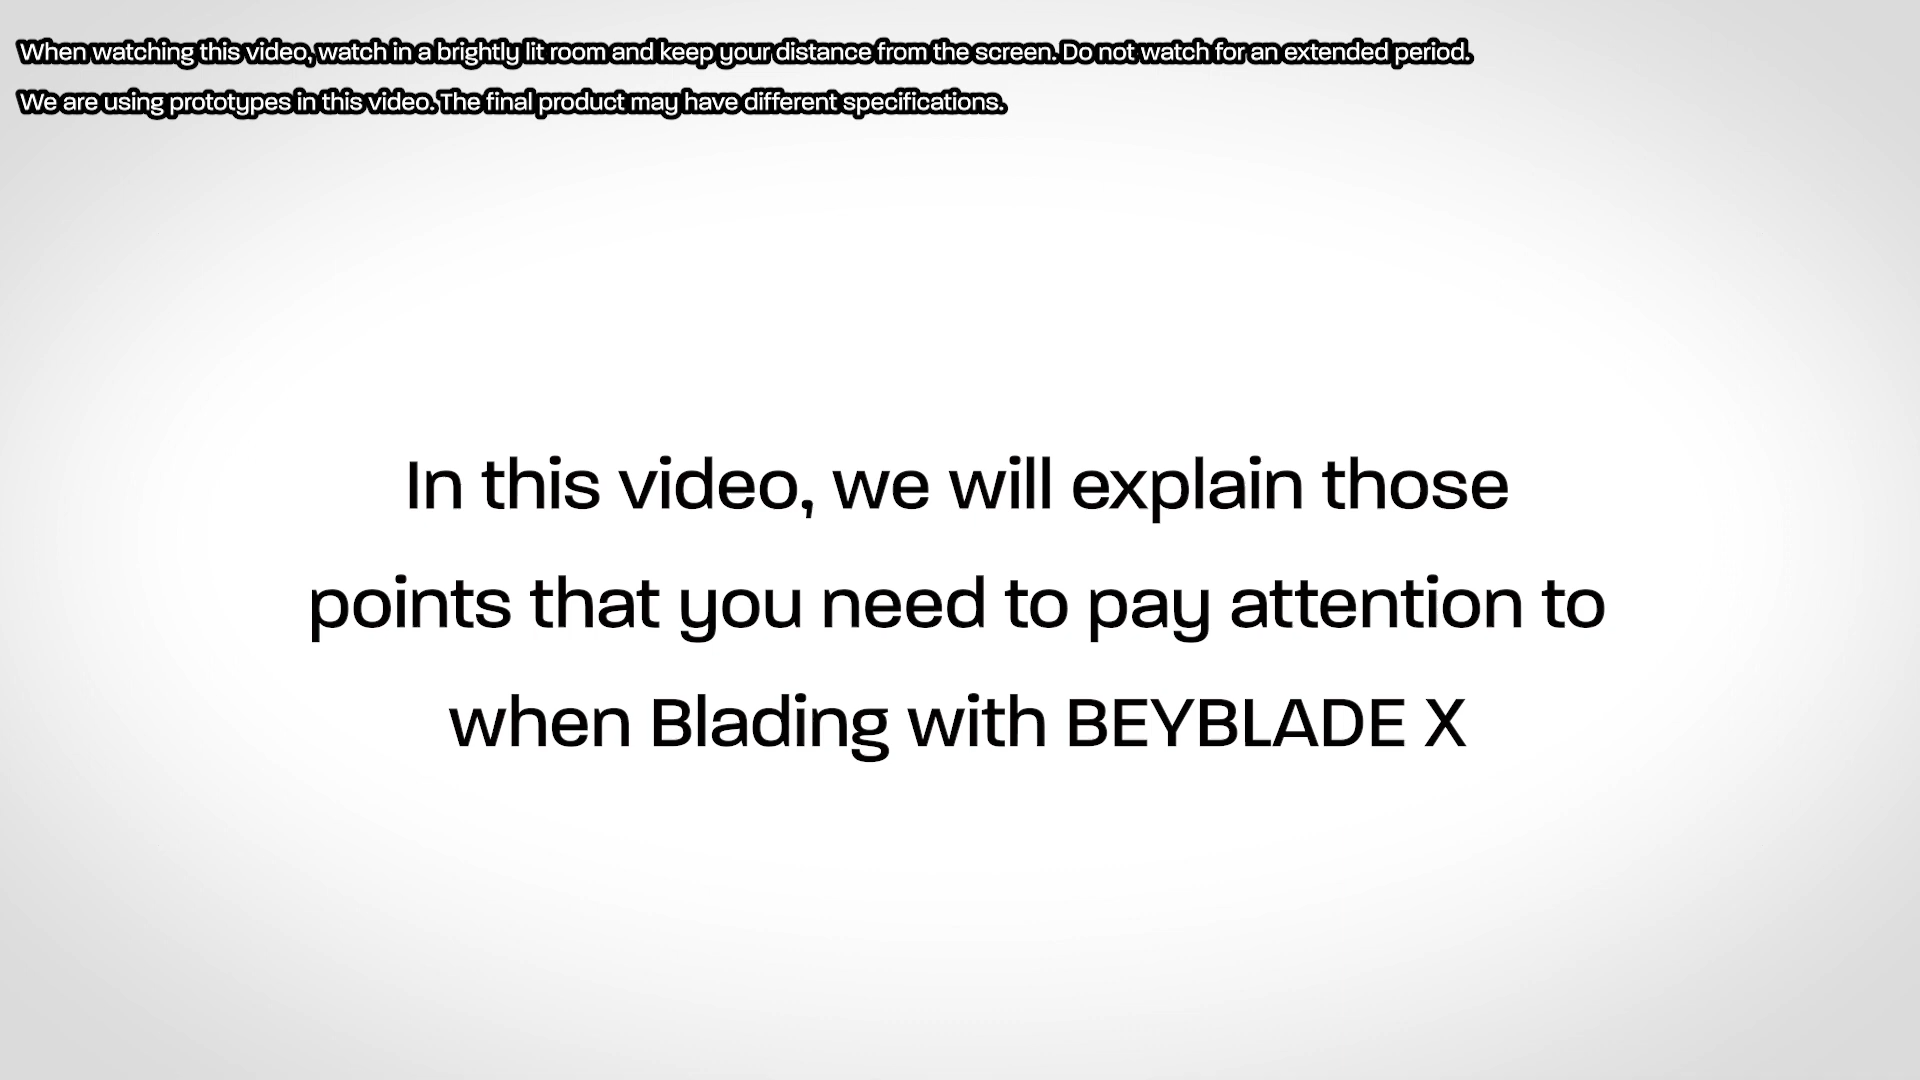 When watching this video, watch in a brightly lit room and keep your distance from the screen. Do not watch for an extended period.
We are using prototypes in this video. The final product may have different specifications.
In this video, we will explain those
points that you need to pay attention to
when Blading with BEYBLADE X